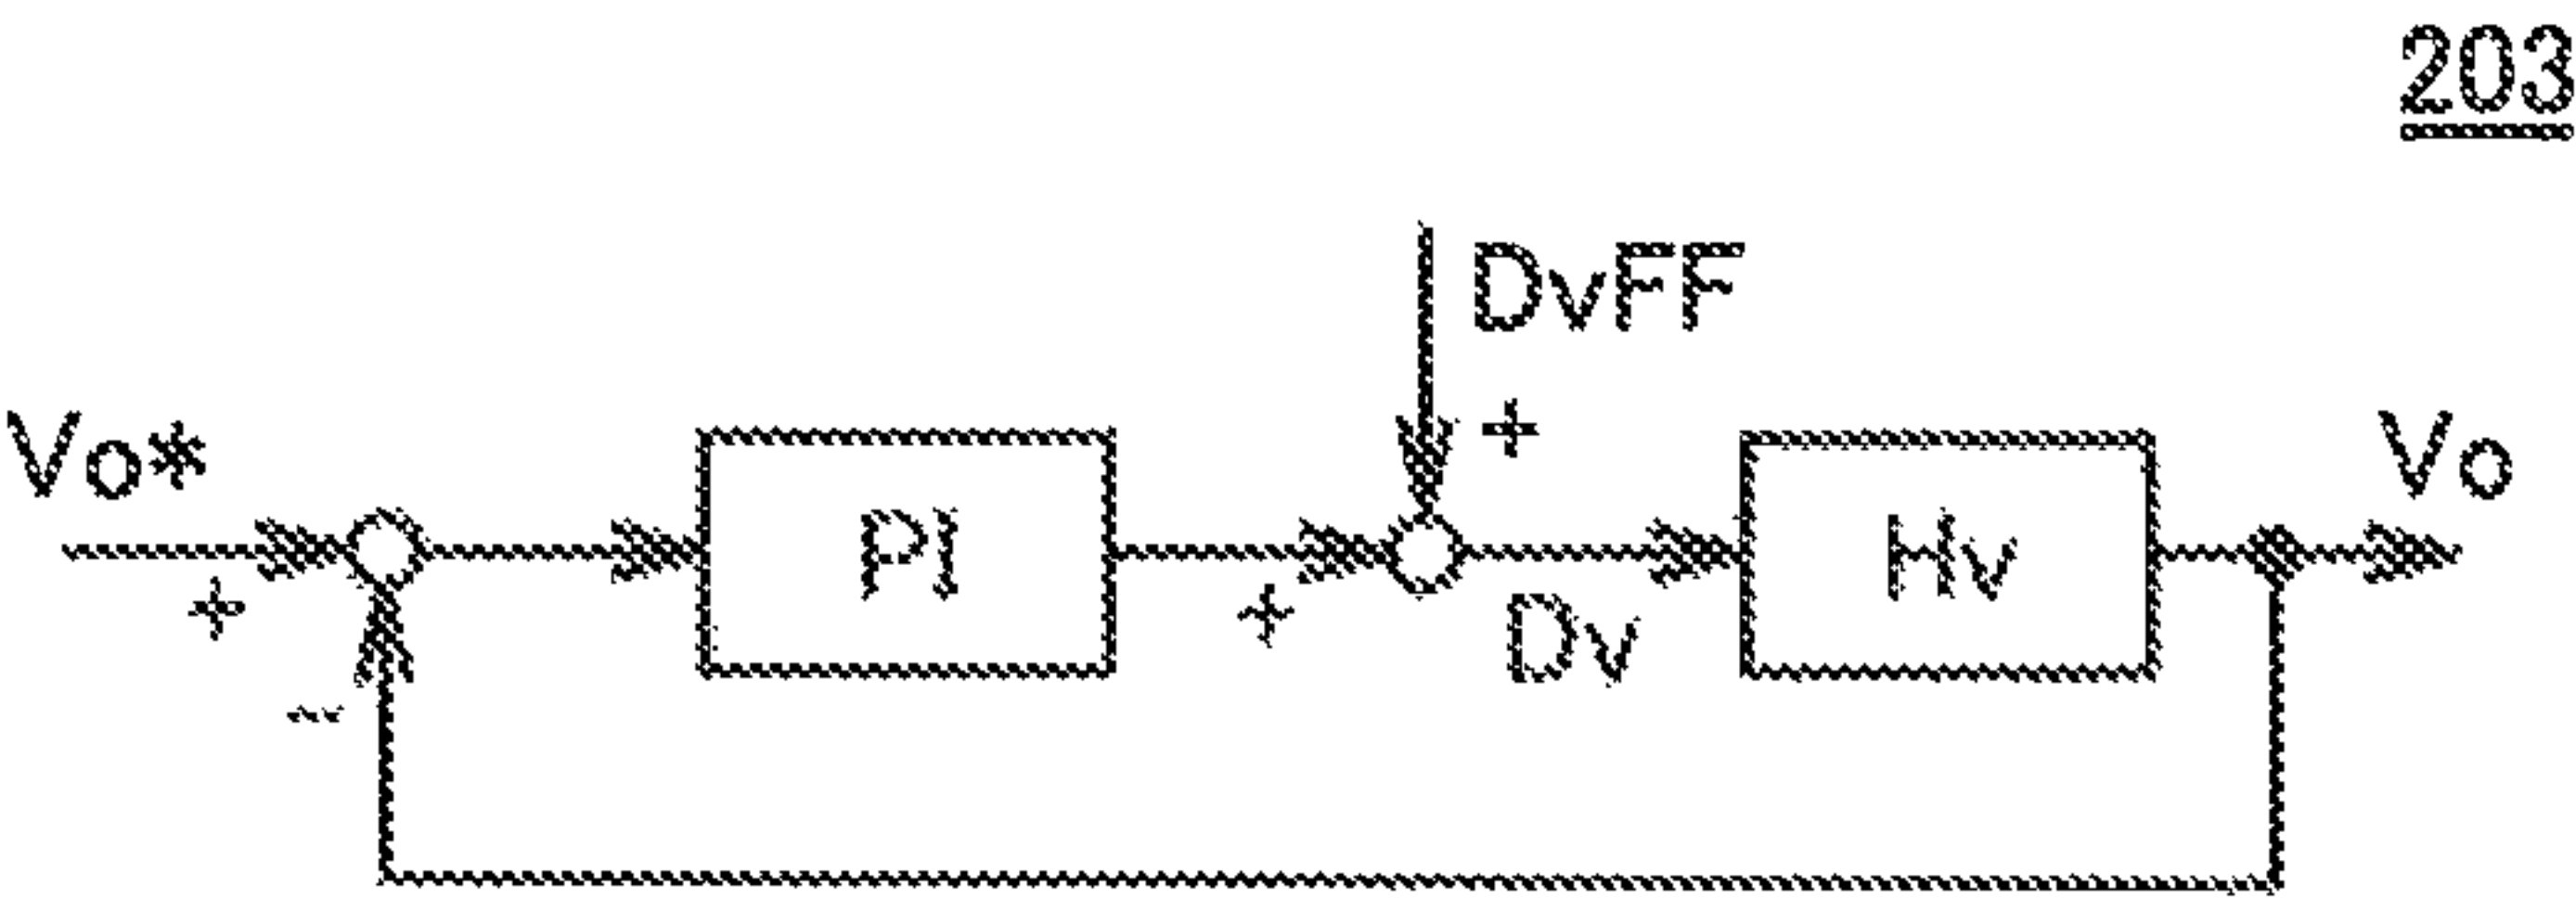 203
DvFF
+
Vo*
PI
Hv
Vo
+
+
Dv
-